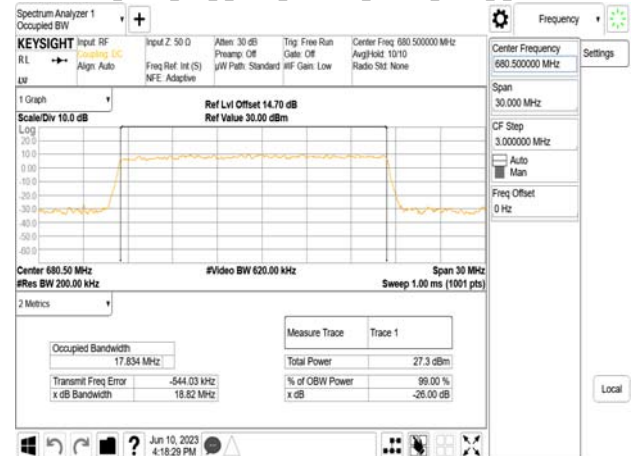 Spectrum Analyzer 1
Occupied BW
Frequency
KEYSIGHT
RL
Input: RF
Coupling: DC
Align: Auto
Input Z: 50 Ω
Freq Ref: Int (S)
NFE: Adaptive
Atten: 30 dB
Preamp: Off
µW Path: Standard
Trig: Free Run
Gate: Off
#IF Gain: Low
Center Freq: 680.500000 MHz
Avg|Hold: 10/10
Radio Std: None
1 Graph
Scale/Div 10.0 dB
Ref Lvl Offset 14.70 dB
Ref Value 30.00 dBm
Log
20.0
10.0
0.00
-10.0
-20.0
-30.0
-40.0
-50.0
-60.0
Center 680.50 MHz
#Res BW 200.00 kHz
#Video BW 620.00 kHz
Span 30 MHz
Sweep 1.00 ms (1001 pts)
2 Metrics
Occupied Bandwidth
17.834 MHz
Transmit Freq Error -544.03 kHz
x dB Bandwidth 18.82 MHz
Measure Trace Trace 1
Total Power 27.3 dBm
% of OBW Power 99.00 %
x dB -26.00 dB
Center Frequency
680.500000 MHz
Settings
Span
30.000 MHz
CF Step
3.000000 MHz
Auto
Man
Freq Offset
0 Hz
Local
?
Jun 10, 2023
4:18:29 PM